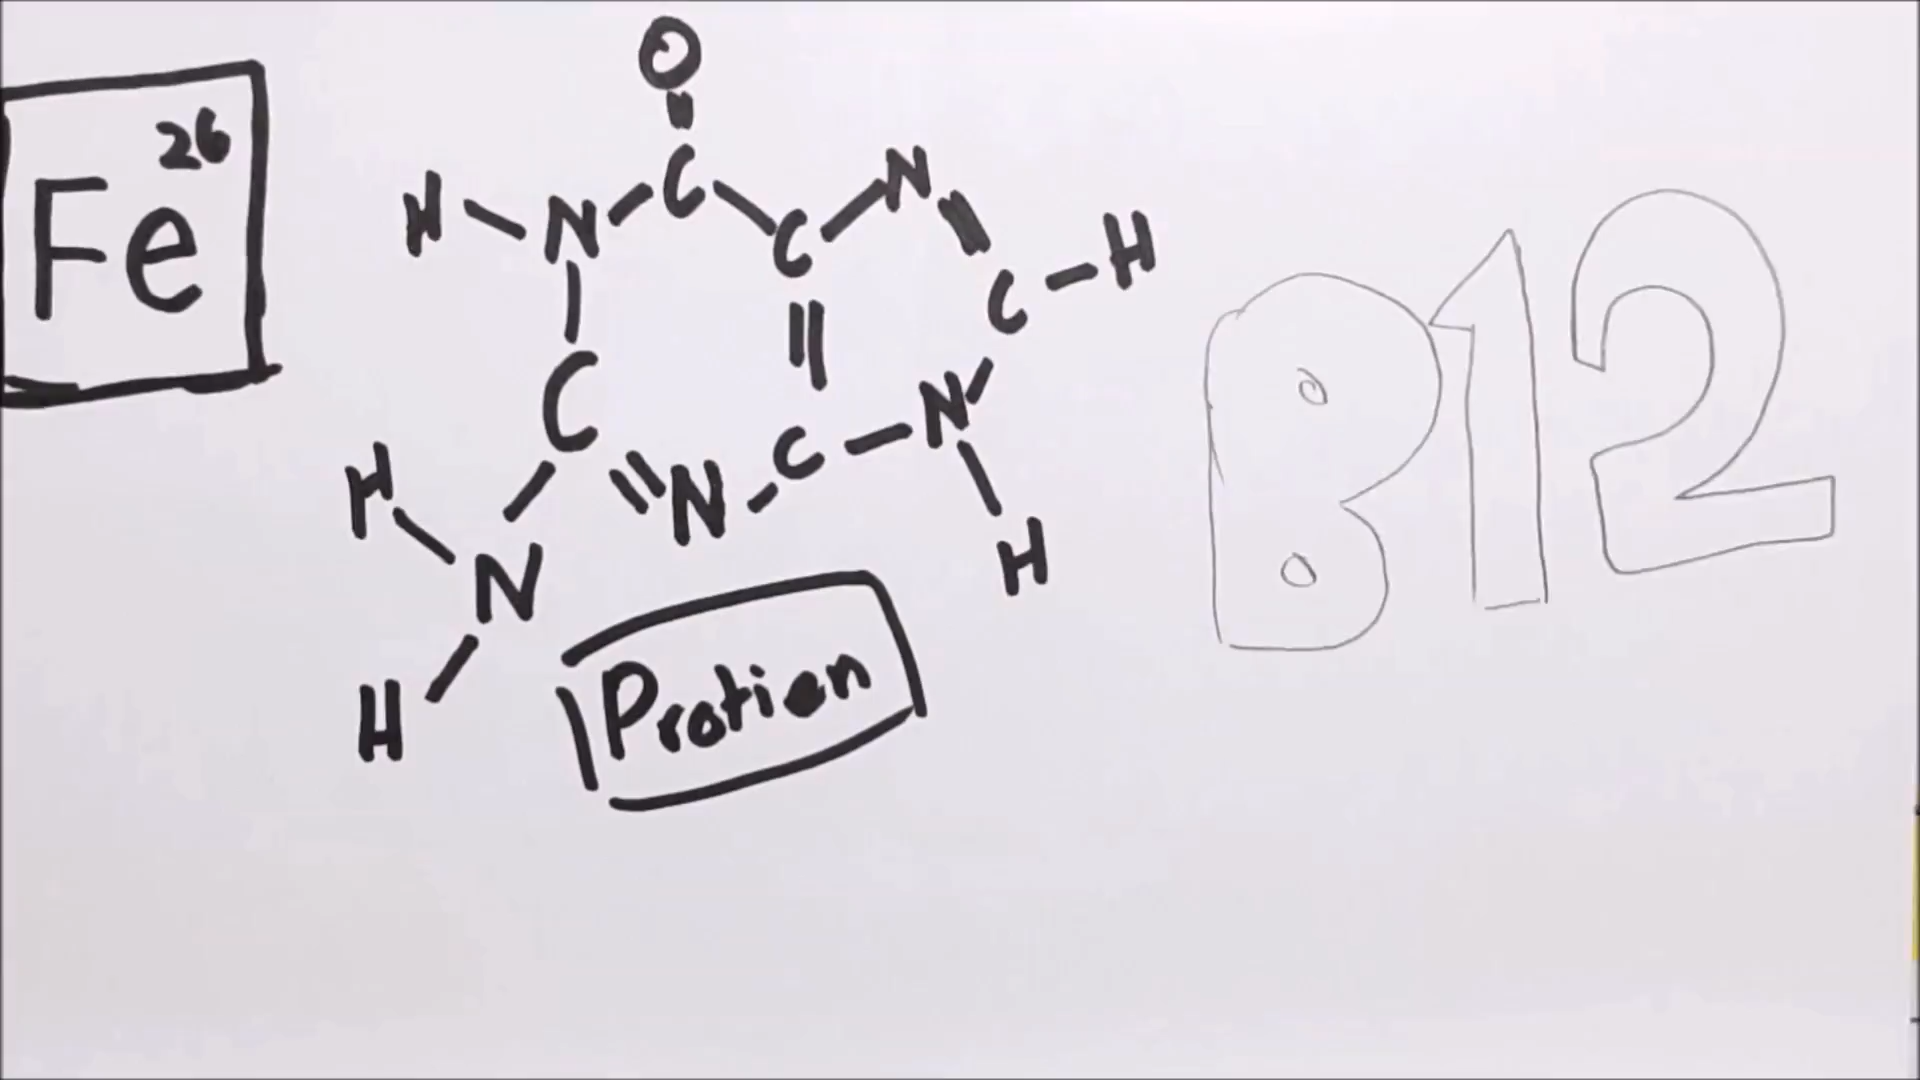 26
Fe
O
H N C C N C H
C N C N H
H N H
Protien
B12